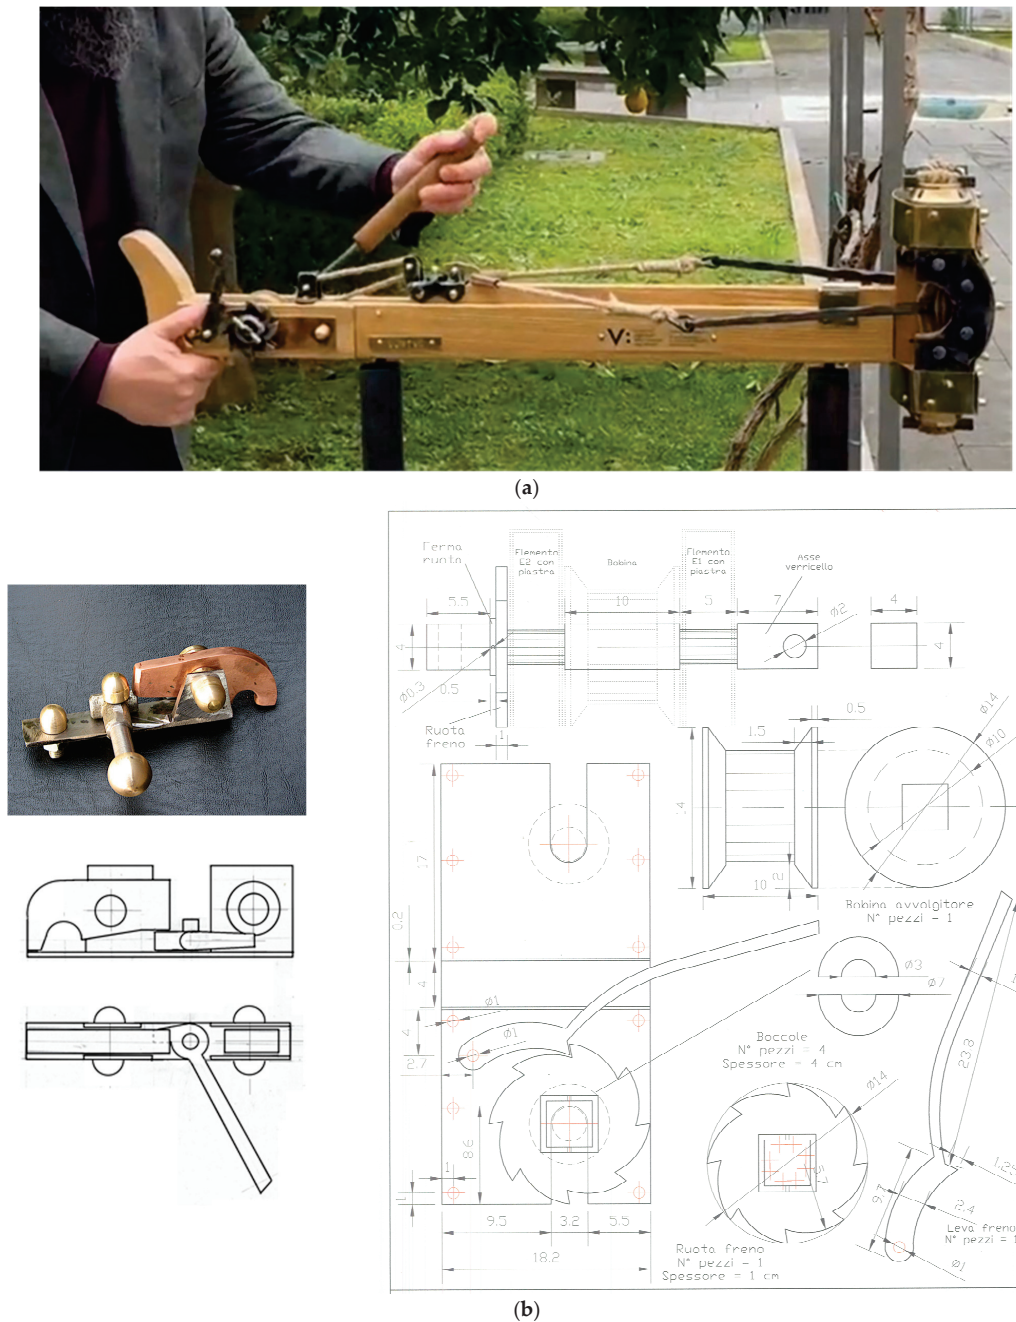 V:
(a)
Ferma
ruota
Elemento
E2 con
piastra
Bobina
Elemento
E1 con
piastra
Asse
verricello
5.5
10
5
7
4
Ø2
4
4
Ø0.3
0.5
Ruota
freno
1
0.5
1.5
Ø14
Ø10
14
2
10
17
Bobina avvolgitore
N° pezzi - 1
0.2
4
Ø1
4
Ø1
2.7
Ø3
Ø7
Boccole
N° pezzi = 4
Spessore = 4 cm
23.8
8.6
1
1
Ø14
5.7
1.25
9.7
2.4
Leva freno
N° pezzi = 1
Ø1
9.5
3.2
5.5
18.2
Ruota freno
N° pezzi - 1
Spessore = 1 cm
(b)